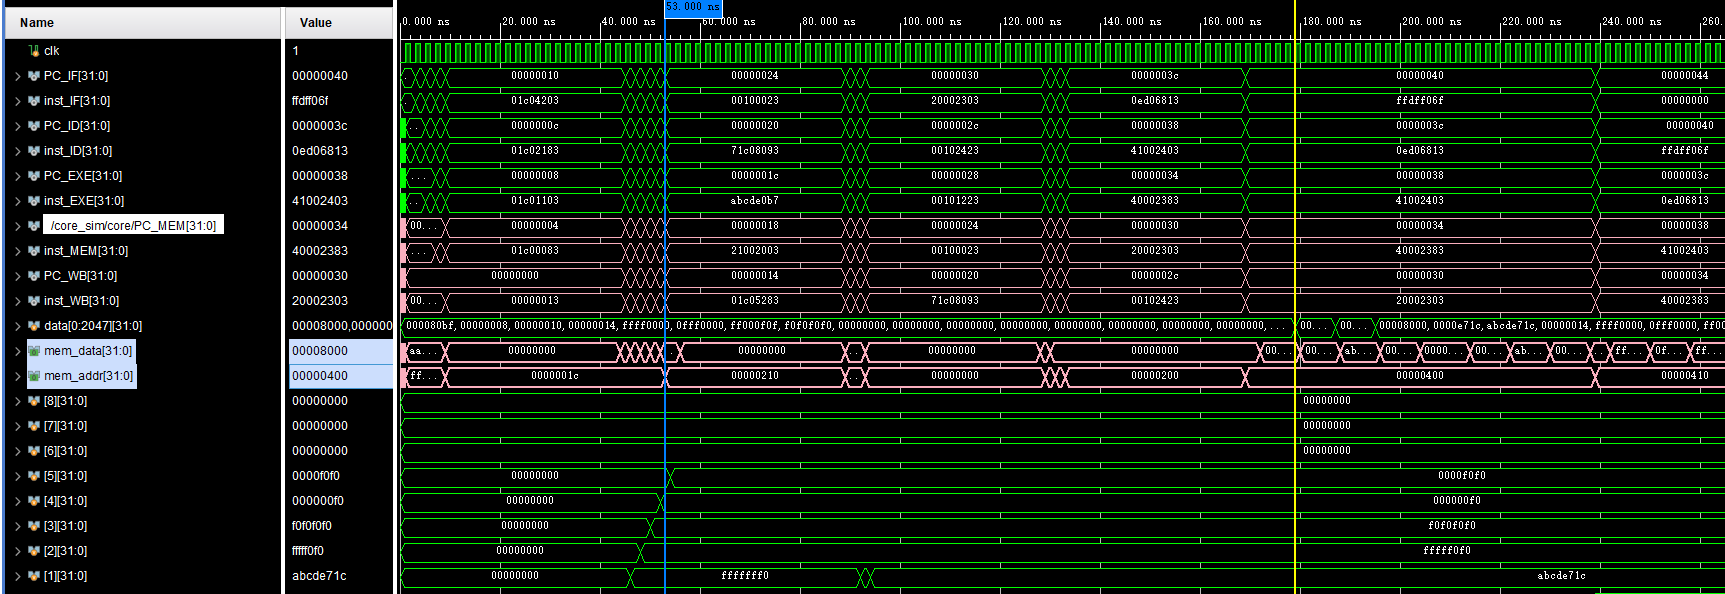 Name Value 53.000 ns
0.000 ns 20.000 ns 40.000 ns 60.000 ns 80.000 ns 100.000 ns 120.000 ns 140.000 ns 160.000 ns 180.000 ns 200.000 ns 220.000 ns 240.000 ns 260.
clk 1
PC_IF[31:0] 00000040 00000010 00000024 00000030 0000003c 00000040 00000044
inst_IF[31:0] ffdff06f 01c04203 00100023 20002303 0ed06813 ffdff06f 00000000
PC_ID[31:0] 0000003c ... 0000000c 00000020 0000002c 00000038 0000003c 00000040
inst_ID[31:0] 0ed06813 01c02183 71c08093 00102423 41002403 0ed06813 ffdff06f
PC_EXE[31:0] 00000038 ... 00000008 0000001c 00000028 00000034 00000038 0000003c
inst_EXE[31:0] 41002403 01c01103 abcde0b7 00101223 40002383 41002403 0ed06813
/core_sim/core/PC_MEM[31:0] 00000034 00... 00000004 00000018 00000024 00000030 00000034 00000038
inst_MEM[31:0] 40002383 ... 01c00083 21002003 00100023 20002303 40002383 41002403
PC_WB[31:0] 00000030 00000000 00000014 00000020 0000002c 00000030 00000034
inst_WB[31:0] 20002303 00... 00000013 01c05283 71c08093 00102423 20002303 40002383
data[0:2047][31:0] 00008000,000000 000080bf,00000008,00000010,00000014,ffff0000,0fff0000,ff000f0f,f0f0f0f0,00000000,00000000,00000000,00000000,00000000,00000000,00000000,00000000,... 00... 00... 00008000,0000e71c,abcde71c,00000014,ffff0000,0fff0000,ff00
mem_data[31:0] 00008000 aa... 00000000 00000000 ... 00000000 00000000 00... 00... ab... 00... 0000... 00... ab... 00... ... ff... 0f... ff...
mem_addr[31:0] 00000400 ff... 0000001c 00000210 ... 00000000 00000200 00000400 00000410
[8][31:0] 00000000 00000000
[7][31:0] 00000000 00000000
[6][31:0] 00000000 00000000
[5][31:0] 0000f0f0 00000000 0000f0f0
[4][31:0] 000000f0 00000000 000000f0
[3][31:0] f0f0f0f0 00000000 f0f0f0f0
[2][31:0] fffff0f0 00000000 fffff0f0
[1][31:0] abcde71c 00000000 fffffff0 abcde71c